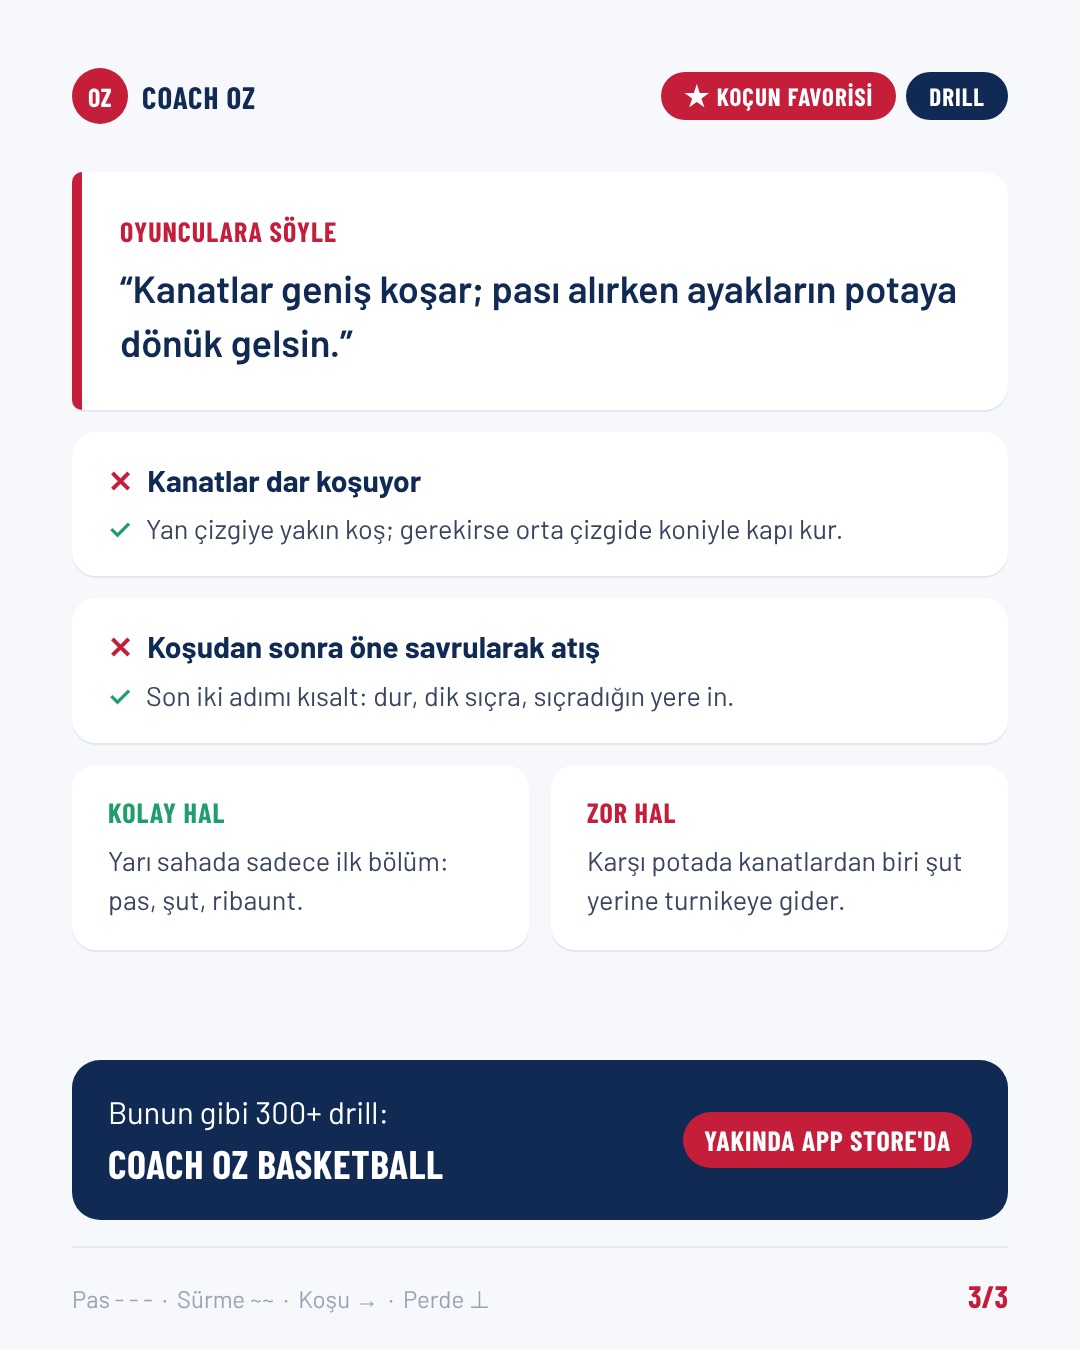 OZ COACH OZ
★ KOÇUN FAVORİSİ
DRILL
OYUNCULARA SÖYLE
“Kanatlar geniş koşar; pası alırken ayakların potaya
dönük gelsin.”
✕ Kanatlar dar koşuyor
✓ Yan çizgiye yakın koş; gerekirse orta çizgide koniyle kapı kur.
✕ Koşudan sonra öne savrularak atış
✓ Son iki adımı kısalt: dur, dik sıçra, sıçradığın yere in.
KOLAY HAL
Yarı sahada sadece ilk bölüm:
pas, şut, ribaunt.
ZOR HAL
Karşı potada kanatlardan biri şut
yerine turnikeye gider.
Bunun gibi 300+ drill:
COACH OZ BASKETBALL
YAKINDA APP STORE'DA
Pas - - - · Sürme ~~ · Koşu → · Perde ⊥
3/3